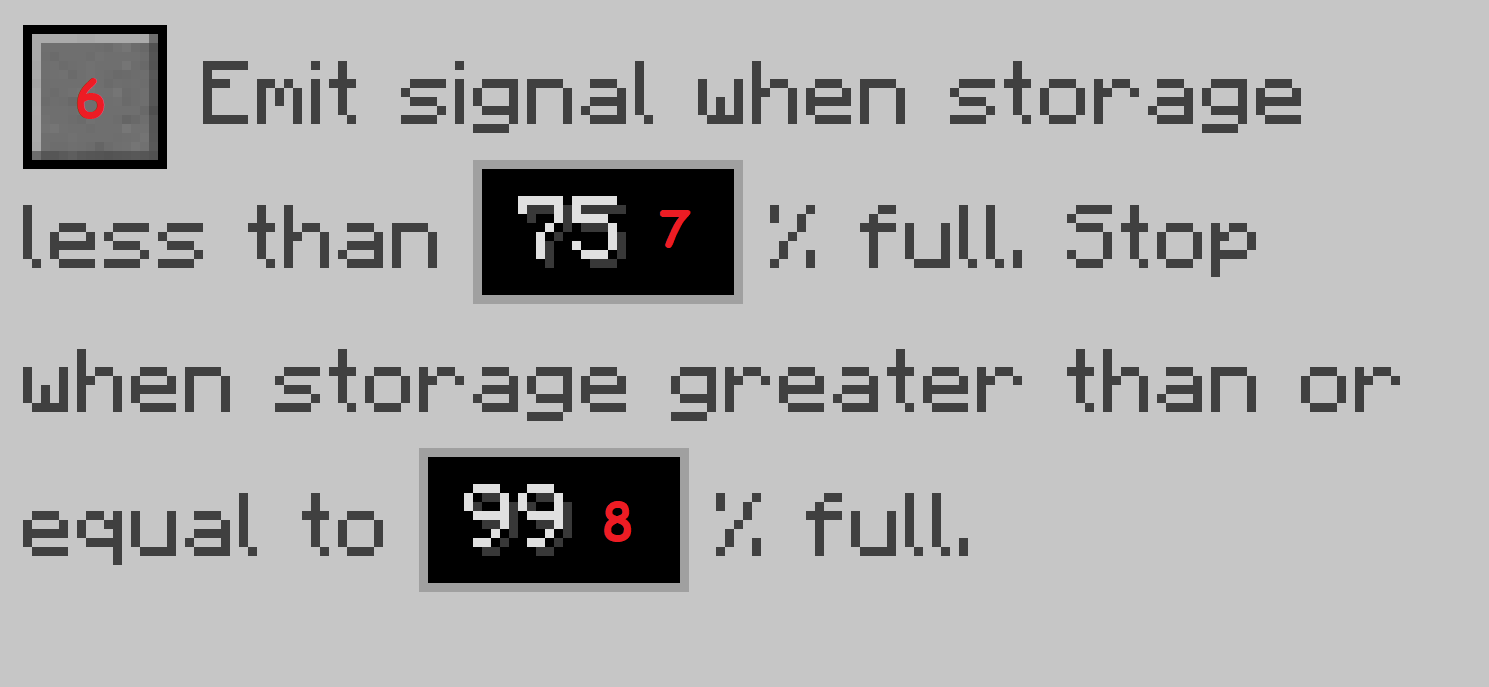 6 Emit signal when storage
less than 75 7 % full. Stop
when storage greater than or
equal to 99 8 % full.